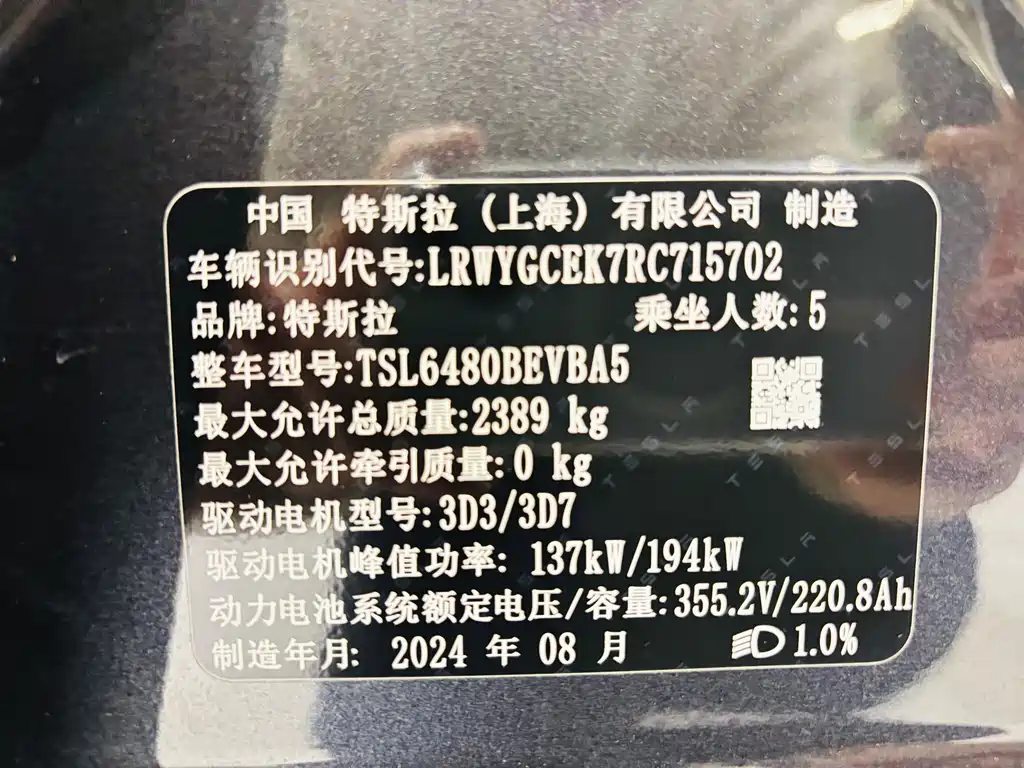 中国 特斯拉 (上海) 有限公司 制造
车辆识别代号:LRWYGCEK7RC715702
品牌:特斯拉 乘坐人数:5
整车型号:TSL6480BEVBA5
最大允许总质量:2389 kg
最大允许牵引质量:0 kg
驱动电机型号:3D3/3D7
驱动电机峰值功率: 137kW/194kW
动力电池系统额定电压/容量:355.2V/220.8Ah
制造年月: 2024 年 08 月 1.0%
TESLA